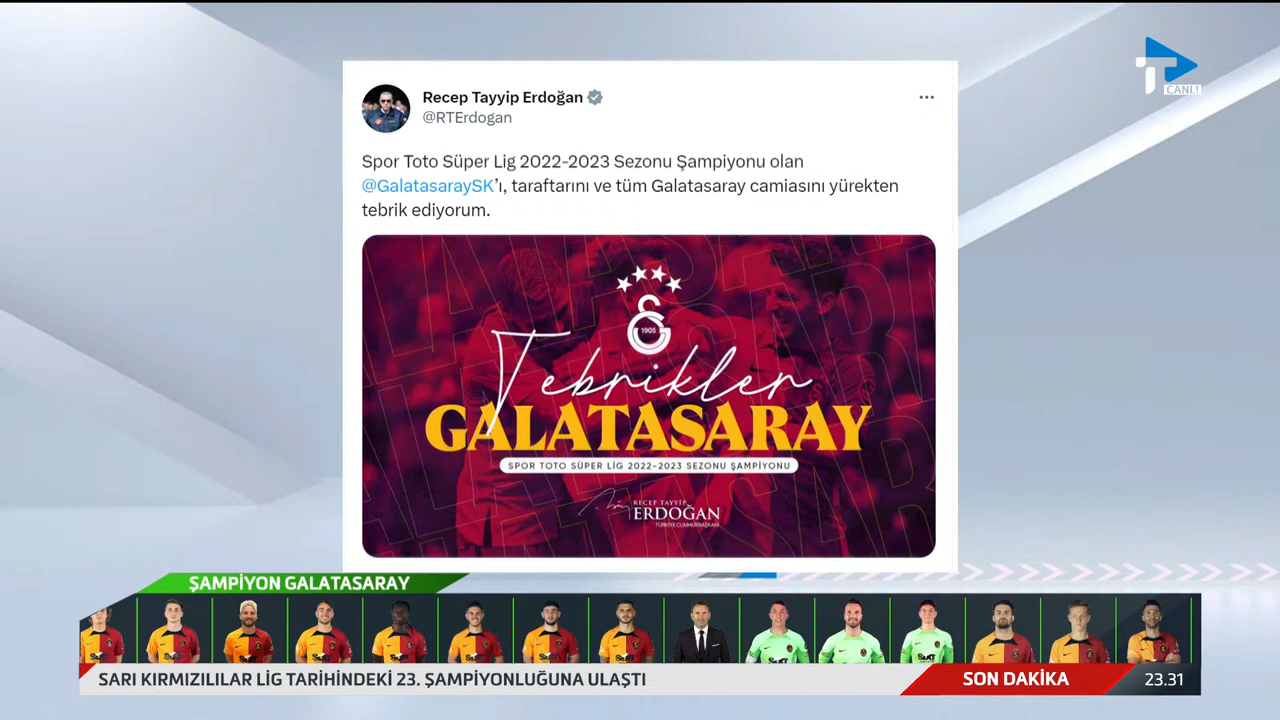 T
CANLI
Recep Tayyip Erdoğan
@RTErdogan
Spor Toto Süper Lig 2022-2023 Sezonu Şampiyonu olan
@GalatasaraySK'ı, taraftarını ve tüm Galatasaray camiasını yürekten
tebrik ediyorum.
1905
Tebrikler
GALATASARAY
SPOR TOTO SÜPER LİG 2022-2023 SEZONU ŞAMPİYONU
RECEP TAYYİP
ERDOĞAN
TÜRKİYE CUMHURBAŞKANI
ŞAMPİYON GALATASARAY
SARI KIRMIZILILAR LİG TARİHİNDEKİ 23. ŞAMPİYONLUĞUNA ULAŞTI
SON DAKİKA
23.31